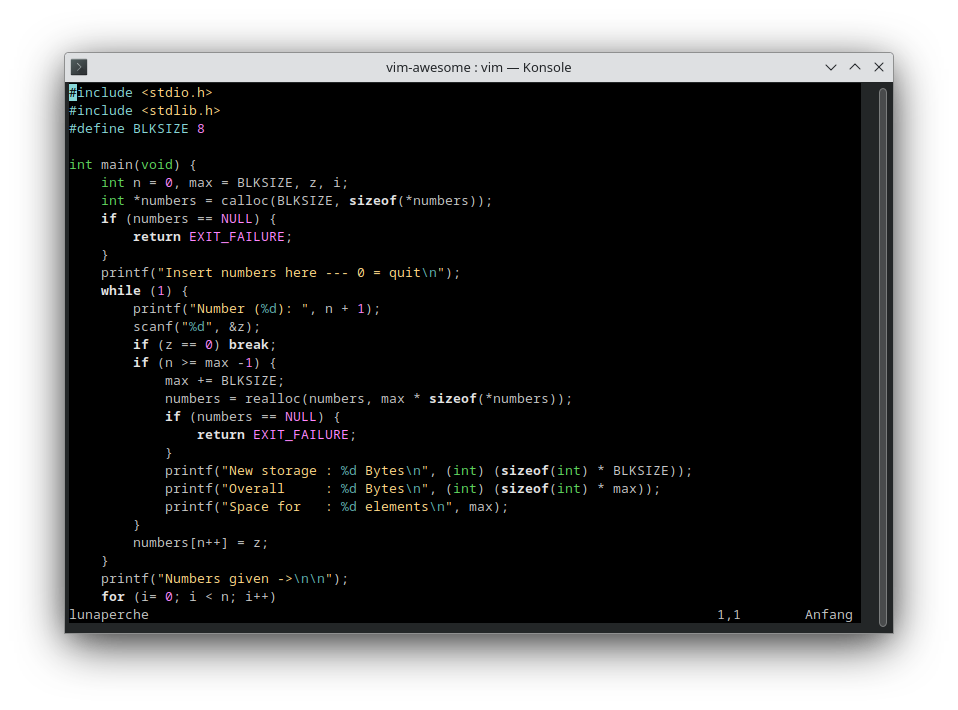 vim-awesome : vim — Konsole
#include <stdio.h>
#include <stdlib.h>
#define BLKSIZE 8

int main(void) {
    int n = 0, max = BLKSIZE, z, i;
    int *numbers = calloc(BLKSIZE, sizeof(*numbers));
    if (numbers == NULL) {
        return EXIT_FAILURE;
    }
    printf("Insert numbers here --- 0 = quit\n");
    while (1) {
        printf("Number (%d): ", n + 1);
        scanf("%d", &z);
        if (z == 0) break;
        if (n >= max -1) {
            max += BLKSIZE;
            numbers = realloc(numbers, max * sizeof(*numbers));
            if (numbers == NULL) {
                return EXIT_FAILURE;
            }
            printf("New storage : %d Bytes\n", (int) (sizeof(int) * BLKSIZE));
            printf("Overall     : %d Bytes\n", (int) (sizeof(int) * max));
            printf("Space for   : %d elements\n", max);
        }
        numbers[n++] = z;
    }
    printf("Numbers given ->\n\n");
    for (i= 0; i < n; i++)
lunaperche 1,1 Anfang